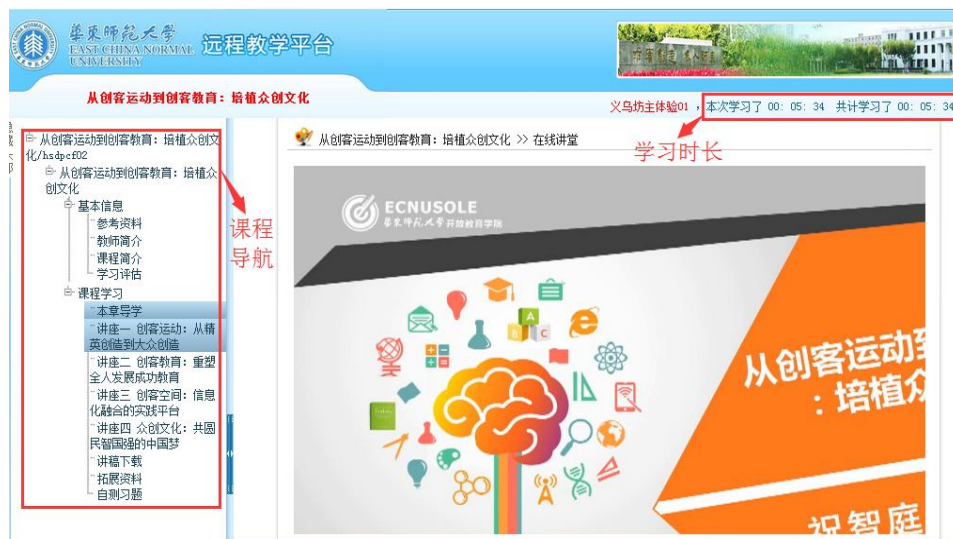 華東師範大學
EAST CHINA NORMAL
UNIVERSITY
远程教学平台
从创客运动到创客教育：培植众创文化
义乌坊主体验01 ，本次学习了 00: 05: 34 共计学习了 00: 05: 34
学习时长
从创客运动到创客教育：培植众创文
化/hsdpcf02
从创客运动到创客教育：培植众
创文化
基本信息
参考资料
教师简介
课程简介
学习评估
课程学习
本章导学
讲座一 创客运动：从精
英创造到大众创造
讲座二 创客教育：重塑
全人发展成功教育
讲座三 创客空间：信息
化融合的实践平台
讲座四 众创文化：共圆
民智国强的中国梦
讲稿下载
拓展资料
自测习题
课程
导航
从创客运动到创客教育：培植众创文化 >> 在线讲堂
ECNUSOLE
華東师范大學开放教育学院
A
B
C
从创客运动到
：培植众
祝智庭